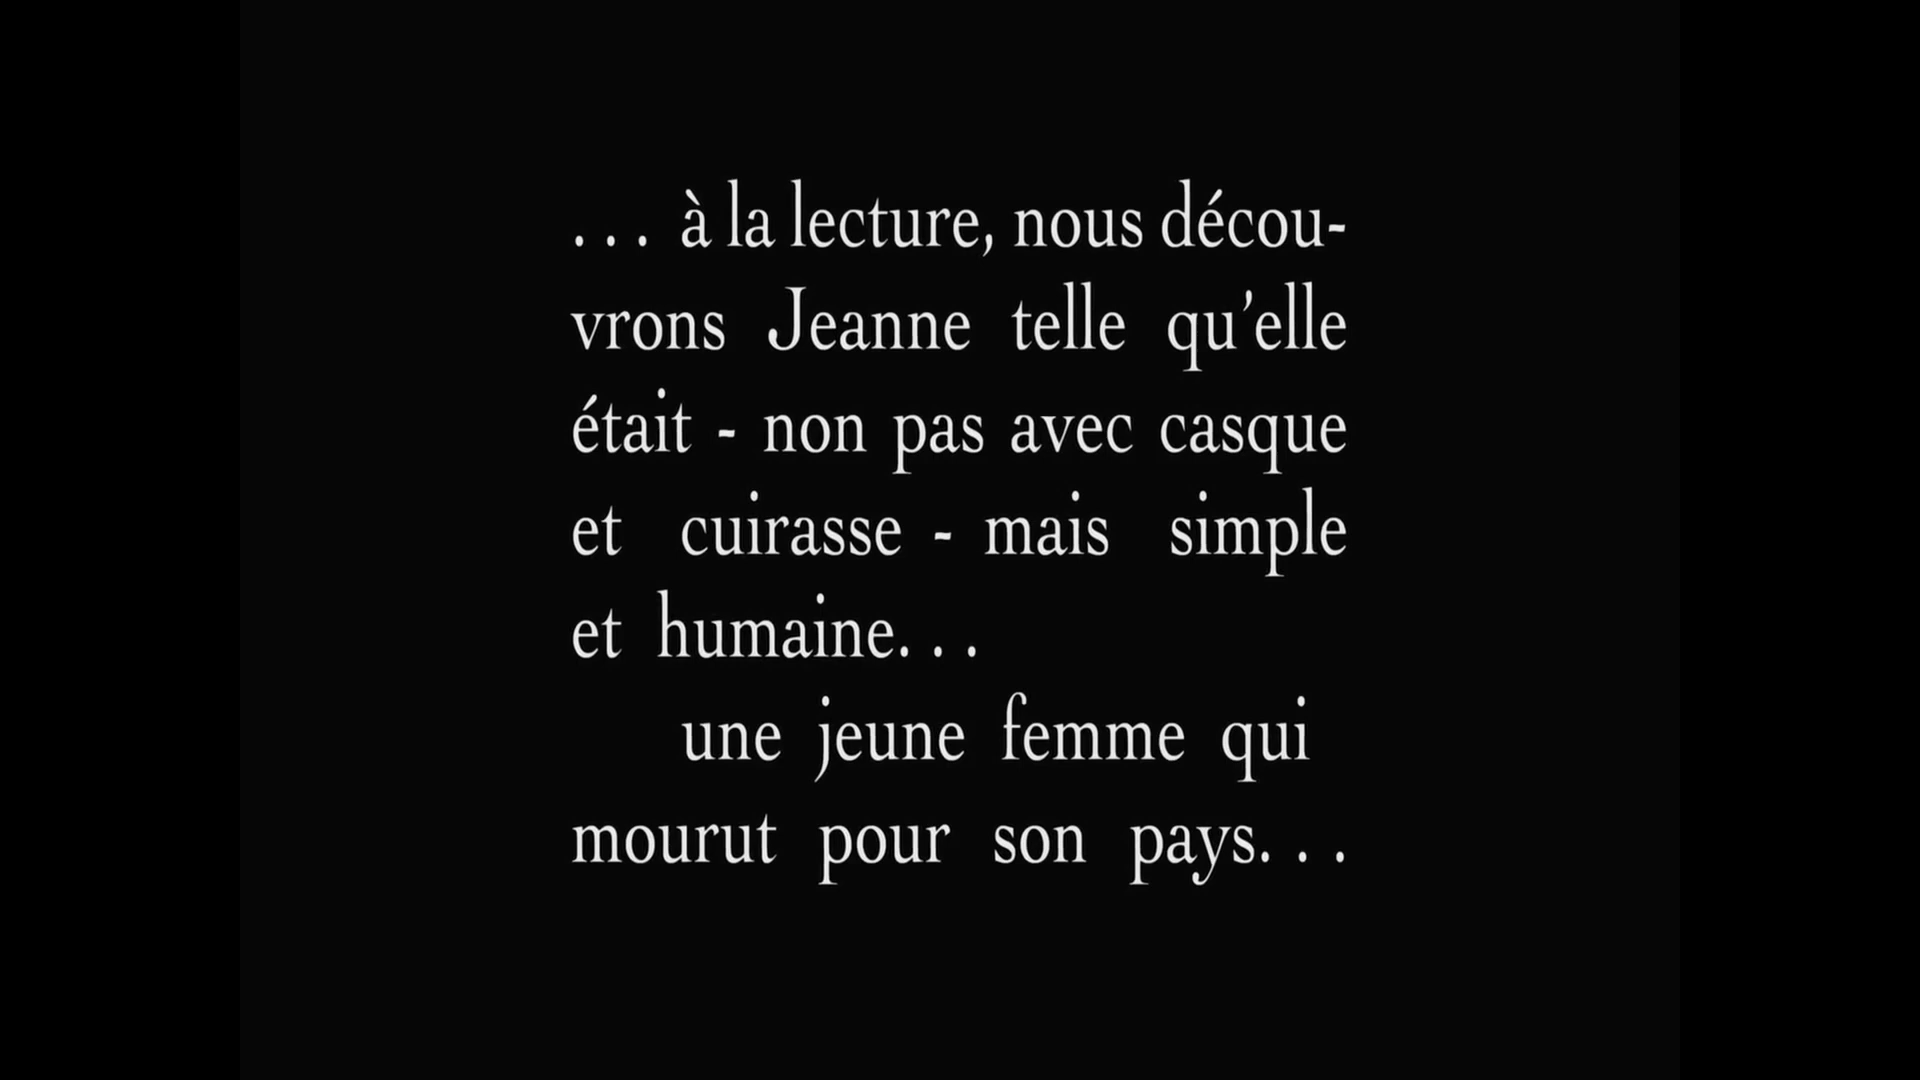 . . . à la lecture, nous décou-
vrons Jeanne telle qu’elle
était - non pas avec casque
et cuirasse - mais simple
et humaine. . .
une jeune femme qui
mourut pour son pays. . .